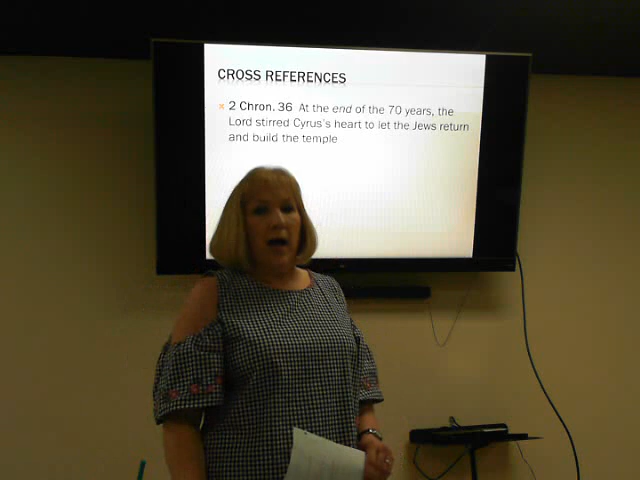 CROSS REFERENCES
2 Chron. 36 At the end of the 70 years, the
Lord stirred Cyrus's heart to let the Jews return
and build the temple